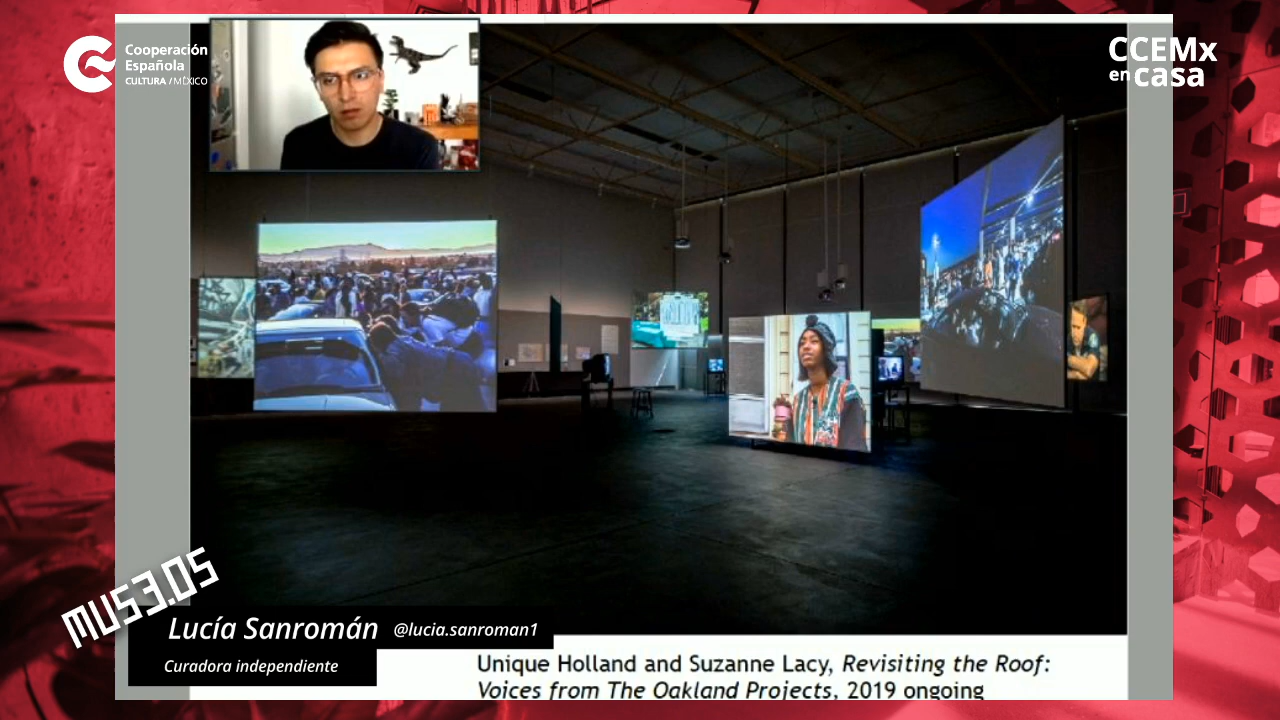 Cooperación
Española
CULTURA / MÉXICO
CCEMx
en casa
MUS3.OS
Lucía Sanromán @lucia.sanroman1
Curadora independiente
Unique Holland and Suzanne Lacy, Revisiting the Roof:
Voices from The Oakland Projects, 2019 ongoing